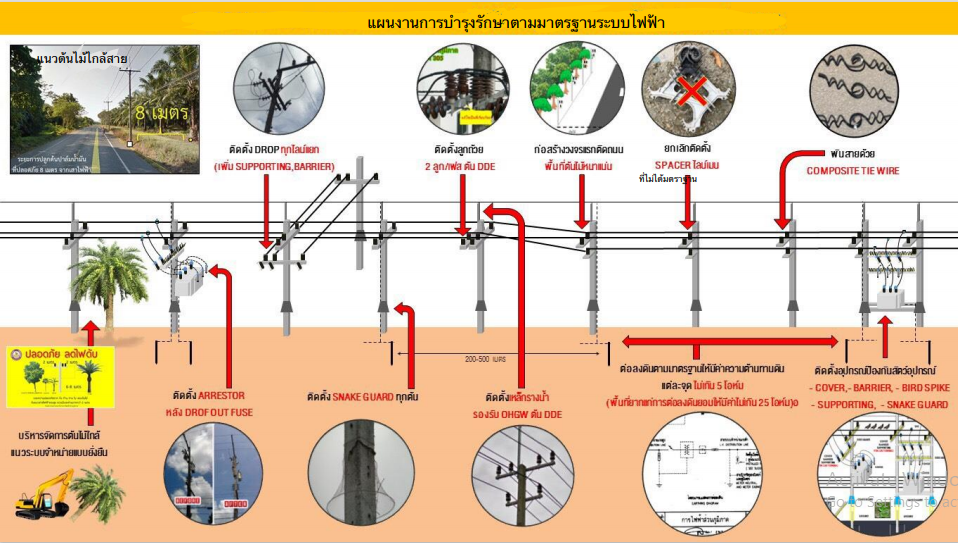 แผนงานการบำรุงรักษาตามมาตรฐานระบบไฟฟ้า
แนวต้นไม้ใกล้สาย
8 เมตร
ระยะการปลูกต้นปาล์มน้ำมัน
ที่ปลอดภัย 8 เมตร จากเสาไฟฟ้า
ติดตั้ง DROP ทุกไลน์แยก
(เพิ่ม SUPPORTING,BARRIER)
ติดตั้งลูกถ้วย
2 ลูก/เฟส ต้น DDE
ก่อสร้างวงจรแรกติดถนน
พื้นที่ต้นไม้หนาแน่น
ยกเลิกติดตั้ง
SPACER ไลน์เมน
ที่ไม่ได้มตราฐาน
พันสายด้วย
COMPOSITE TIE WIRE
200-500 เมตร
ปลอดภัย ลดไฟดับ
บริหารจัดการต้นไม้ใกล้
แนวระบบจำหน่ายแบบยั่งยืน
ติดตั้ง ARRESTOR
หลัง DROP OUT FUSE
ติดตั้ง SNAKE GUARD ทุกต้น
ติดตั้งเหล็กรางน้ำ
รองรับ OHGW ต้น DDE
ต่อลงดินตามมาตรฐานให้มีค่าความต้านทานดิน
แต่ละจุด ไม่เกิน 5 โอห์ม
(พื้นที่ยากแก่การต่อลงดินยอมให้มีค่าไม่เกิน 25 โอห์ม)
ติดตั้งอุปกรณ์ป้องกันสัตว์อุปกรณ์
- COVER,- BARRIER, - BIRD SPIKE
- SUPPORTING, - SNAKE GUARD
การไฟฟ้าส่วนภูมิภาค